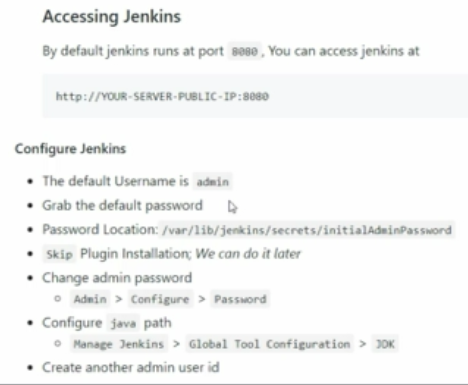 Accessing Jenkins
By default jenkins runs at port 8080, You can access jenkins at
http://YOUR-SERVER-PUBLIC-IP:8080
Configure Jenkins
• The default Username is admin
• Grab the default password
• Password Location: /var/lib/jenkins/secrets/initialAdminPassword
• Skip Plugin Installation; We can do it later
• Change admin password
○ Admin > Configure > Password
• Configure java path
○ Manage Jenkins > Global Tool Configuration > JDK
• Create another admin user id